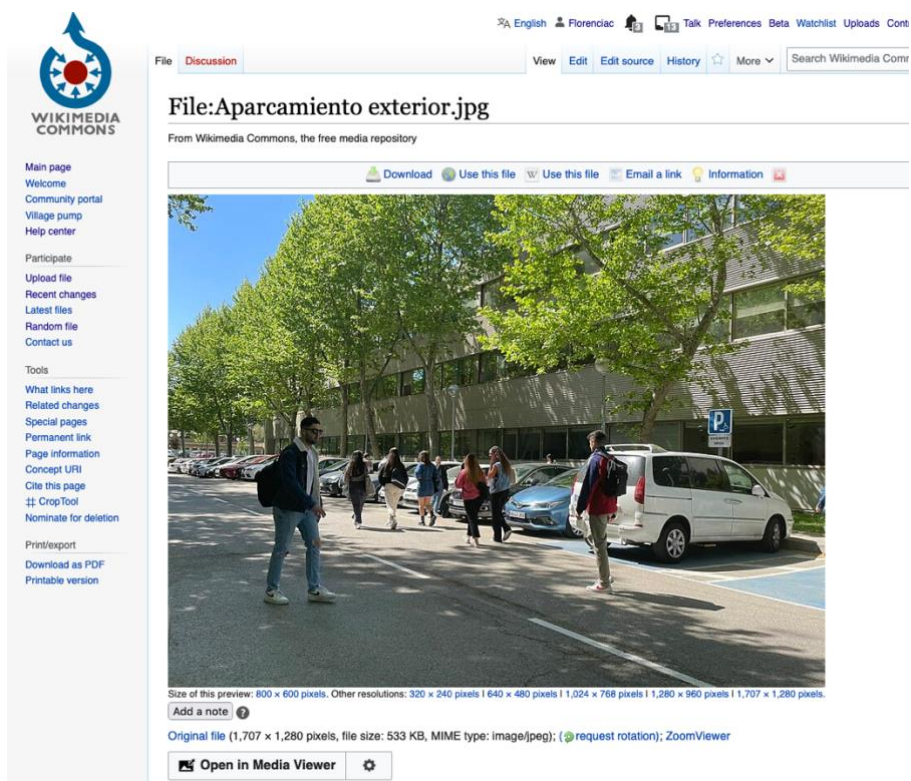 English Florenciac 3 13 Talk Preferences Beta Watchlist Uploads
File Discussion View Edit Edit source History More Search Wikimedia
WIKIMEDIA
COMMONS
File:Aparcamiento exterior.jpg
From Wikimedia Commons, the free media repository
Download Use this file W Use this file Email a link Information
Main page
Welcome
Community portal
Village pump
Help center
Participate
Upload file
Recent changes
Latest files
Random file
Contact us
Tools
What links here
Related changes
Special pages
Permanent link
Page information
Concept URI
Cite this page
CropTool
Nominate for deletion
Print/export
Download as PDF
Printable version
P
Size of this preview: 800 × 600 pixels. Other resolutions: 320 × 240 pixels | 640 × 480 pixels | 1,024 × 768 pixels | 1,280 × 960 pixels | 1,707 × 1,280 pixels.
Add a note ?
Original file (1,707 × 1,280 pixels, file size: 533 KB, MIME type: image/jpeg); (request rotation); ZoomViewer
Open in Media Viewer